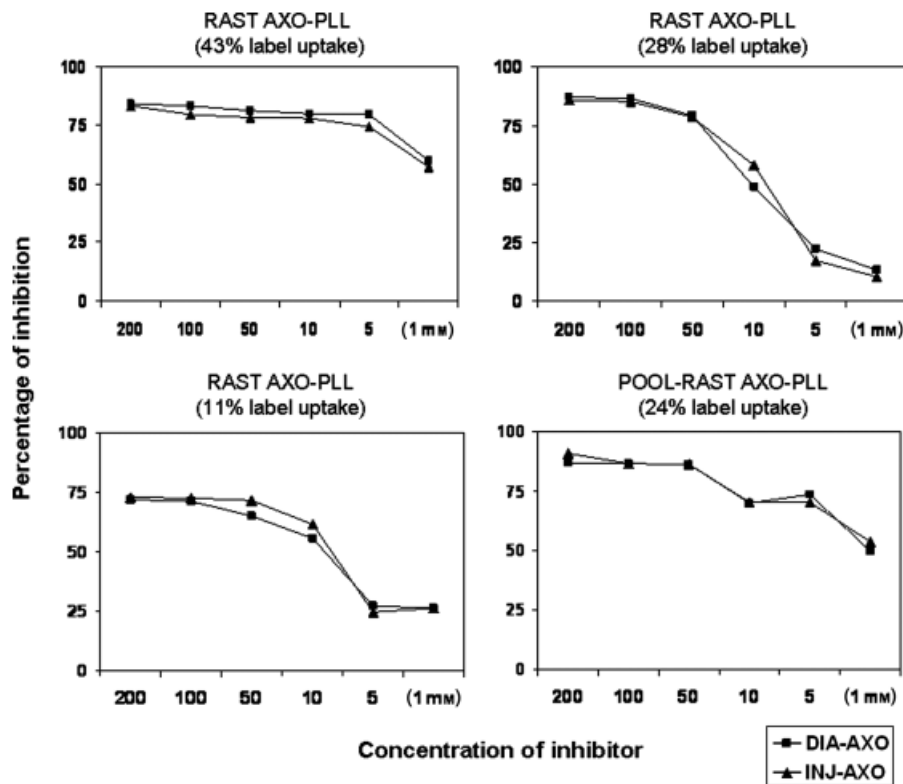 RAST AXO-PLL
(43% label uptake)
100
75
50
25
0
200 100 50 10 5 (1 mM)
RAST AXO-PLL
(28% label uptake)
100
75
50
25
0
200 100 50 10 5 (1 mM)
Percentage of inhibition
RAST AXO-PLL
(11% label uptake)
100
75
50
25
0
200 100 50 10 5 (1 mM)
POOL-RAST AXO-PLL
(24% label uptake)
100
75
50
25
0
200 100 50 10 5 (1 mM)
Concentration of inhibitor
DIA-AXO
INJ-AXO